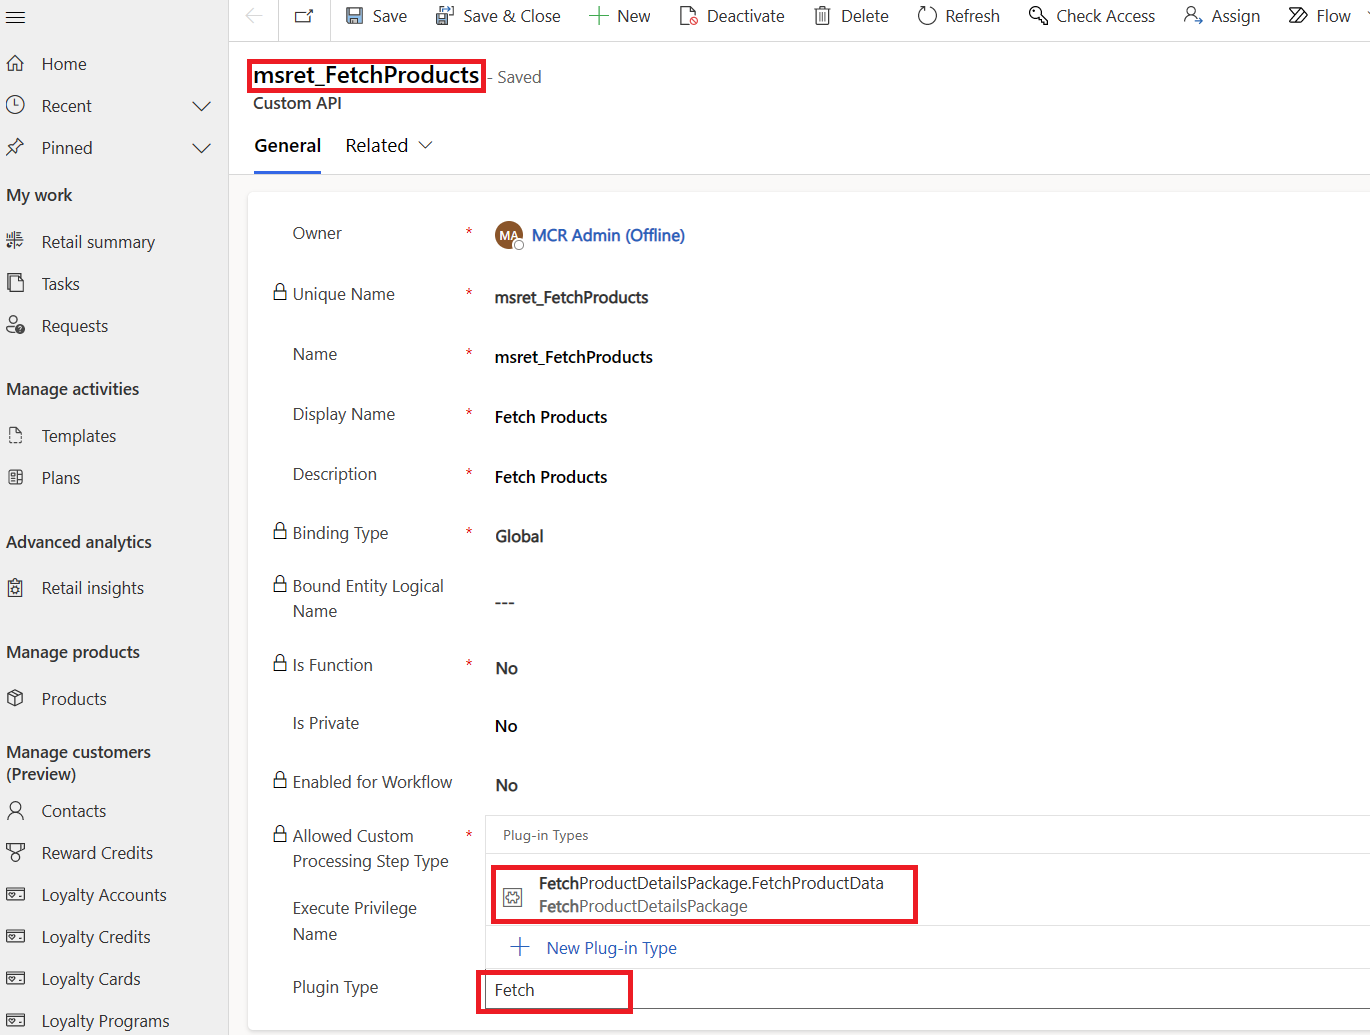 Save
Save & Close
New
Deactivate
Delete
Refresh
Check Access
Assign
Flow
Home
Recent
Pinned
My work
Retail summary
Tasks
Requests
Manage activities
Templates
Plans
Advanced analytics
Retail insights
Manage products
Products
Manage customers
(Preview)
Contacts
Reward Credits
Loyalty Accounts
Loyalty Credits
Loyalty Cards
Loyalty Programs
msret_FetchProducts - Saved
Custom API
General Related
Owner * MA MCR Admin (Offline)
Unique Name * msret_FetchProducts
Name * msret_FetchProducts
Display Name * Fetch Products
Description * Fetch Products
Binding Type * Global
Bound Entity Logical
Name
---
Is Function * No
Is Private No
Enabled for Workflow No
Allowed Custom
Processing Step Type
*
Execute Privilege
Name
Plug-in Types
FetchProductDetailsPackage.FetchProductData
FetchProductDetailsPackage
New Plug-in Type
Plugin Type Fetch